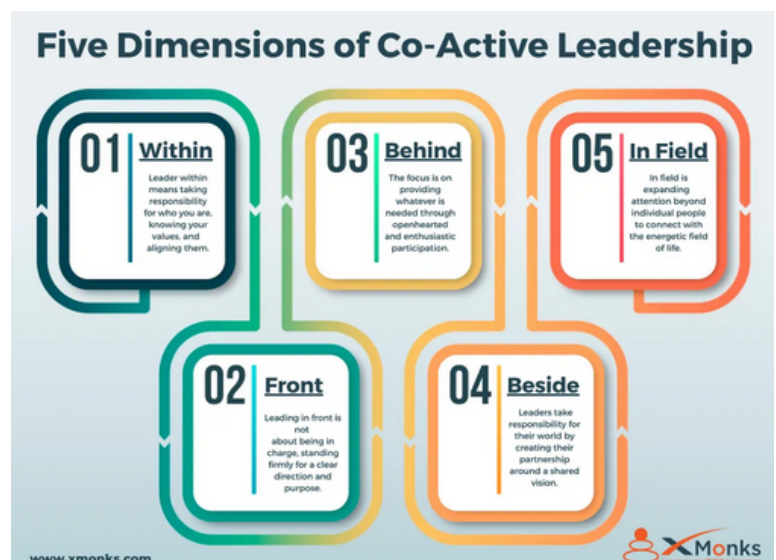 Five Dimensions of Co-Active Leadership
01
Within
Leader within
means taking
responsibility
for who you are,
knowing your
values, and
aligning them.
03
Behind
The focus is on
providing
whatever is
needed through
openhearted
and enthusiastic
participation.
05
In Field
In field is
expanding
attention beyond
individual people
to connect with
the energetic field
of life.
02
Front
Leading in front is
not
about being in
charge, standing
firmly for a clear
direction and
purpose.
04
Beside
Leaders take
responsibility for
their world by
creating their
partnership
around a shared
vision.
www.xmonks.com
XMonks